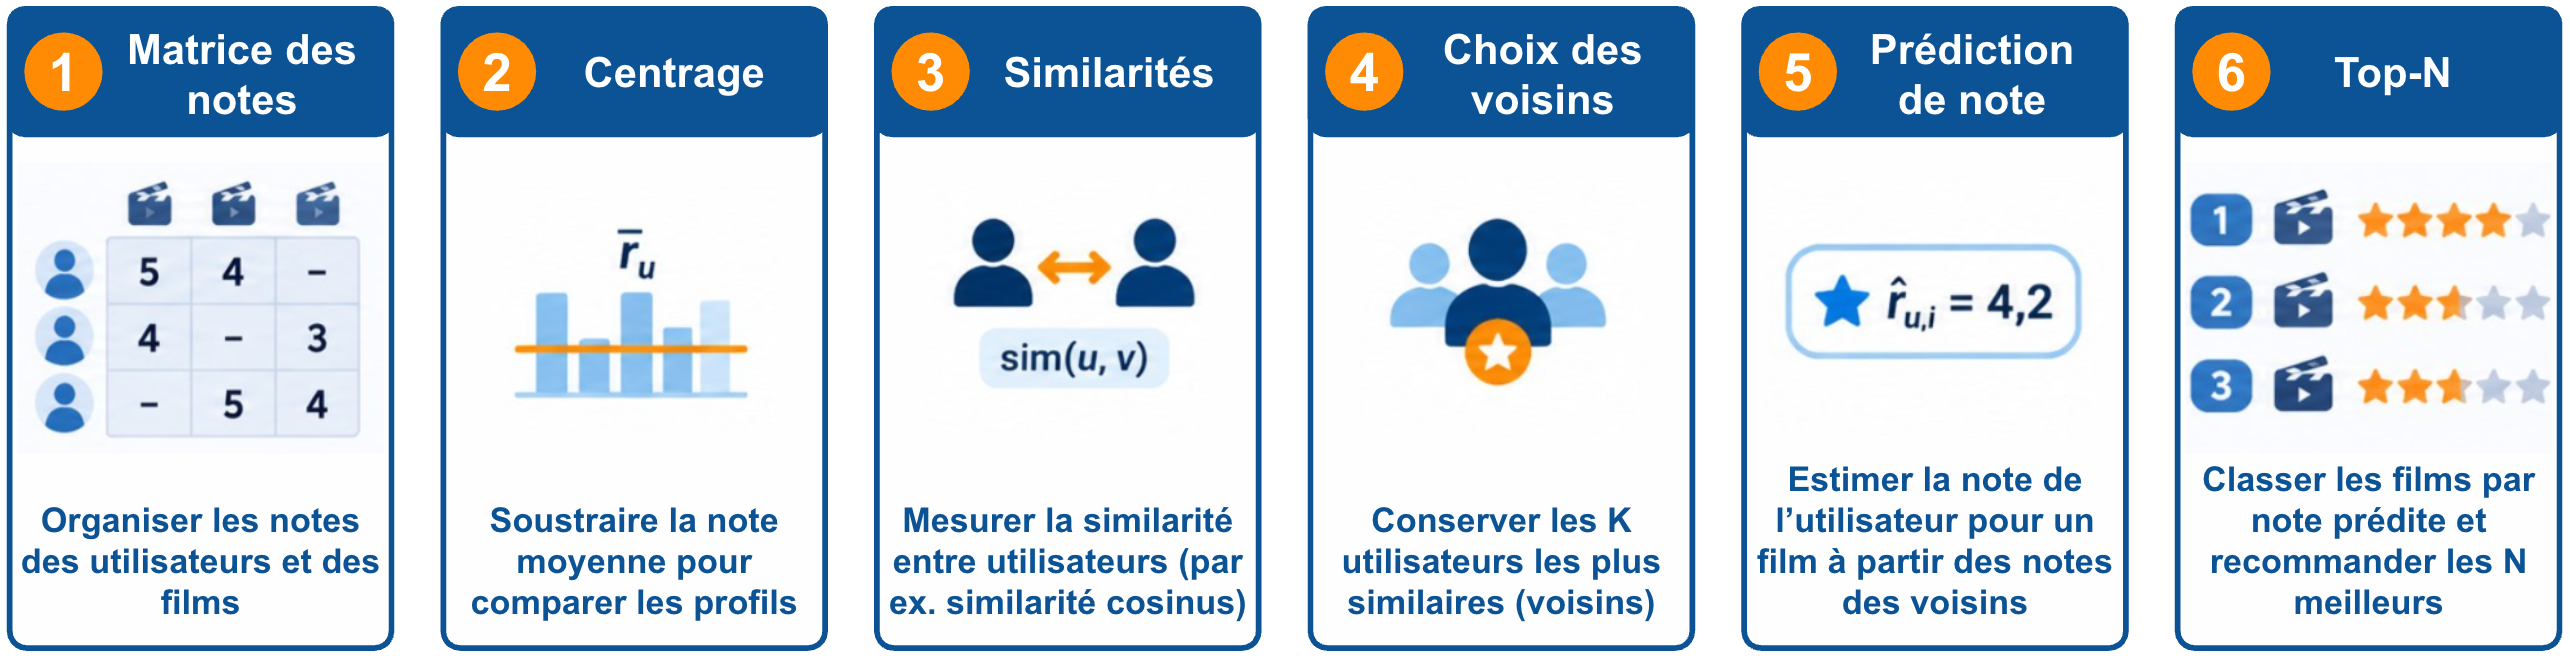 1
Matrice des
notes
5 4 –
4 – 3
– 5 4
Organiser les notes
des utilisateurs et des
films
2
Centrage
r̅u
Soustraire la note
moyenne pour
comparer les profils
3
Similarités
sim(u, v)
Mesurer la similarité
entre utilisateurs (par
ex. similarité cosinus)
4
Choix des
voisins
Conserver les K
utilisateurs les plus
similaires (voisins)
5
Prédiction
de note
r̂u,i = 4,2
Estimer la note de
l’utilisateur pour un
film à partir des notes
des voisins
6
Top-N
1
2
3
Classer les films par
note prédite et
recommander les N
meilleurs